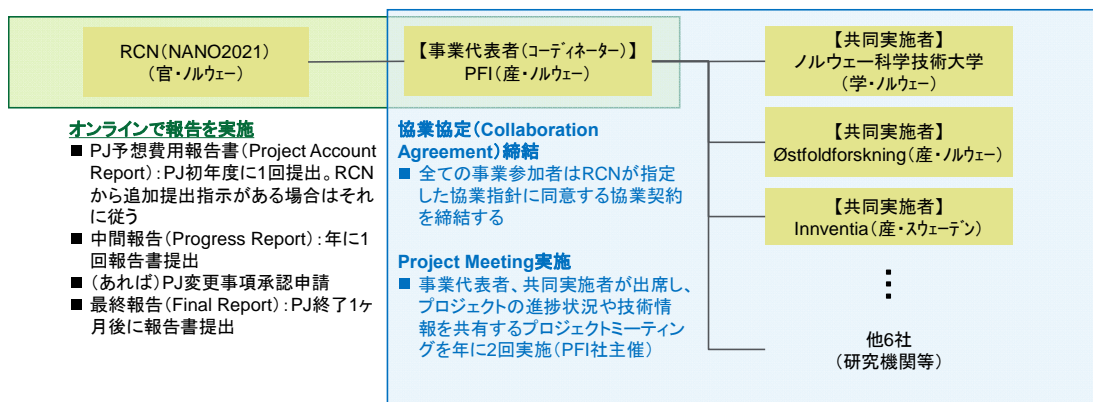 RCN(NANO2021)
(官・ノルウェー)
【事業代表者(コーディネーター)】
PFI(産・ノルウェー)
【共同実施者】
ノルウェー科学技術大学
(学・ノルウェー)
【共同実施者】
Østfoldforskning(産・ノルウェー)
【共同実施者】
Innventia(産・スウェーデン)
⋮
他6社
(研究機関等)
オンラインで報告を実施
■ PJ予想費用報告書(Project Account
Report):PJ初年度に1回提出。RCN
から追加提出指示がある場合はそれ
に従う
■ 中間報告(Progress Report):年に1
回報告書提出
■ (あれば)PJ変更事項承認申請
■ 最終報告(Final Report):PJ終了1ヶ
月後に報告書提出
協業協定(Collaboration
Agreement)締結
■ 全ての事業参加者はRCNが指定
した協業指針に同意する協業契約
を締結する
Project Meeting実施
■ 事業代表者、共同実施者が出席し、
プロジェクトの進捗状況や技術情
報を共有するプロジェクトミーティン
グを年に2回実施(PFI社主催)